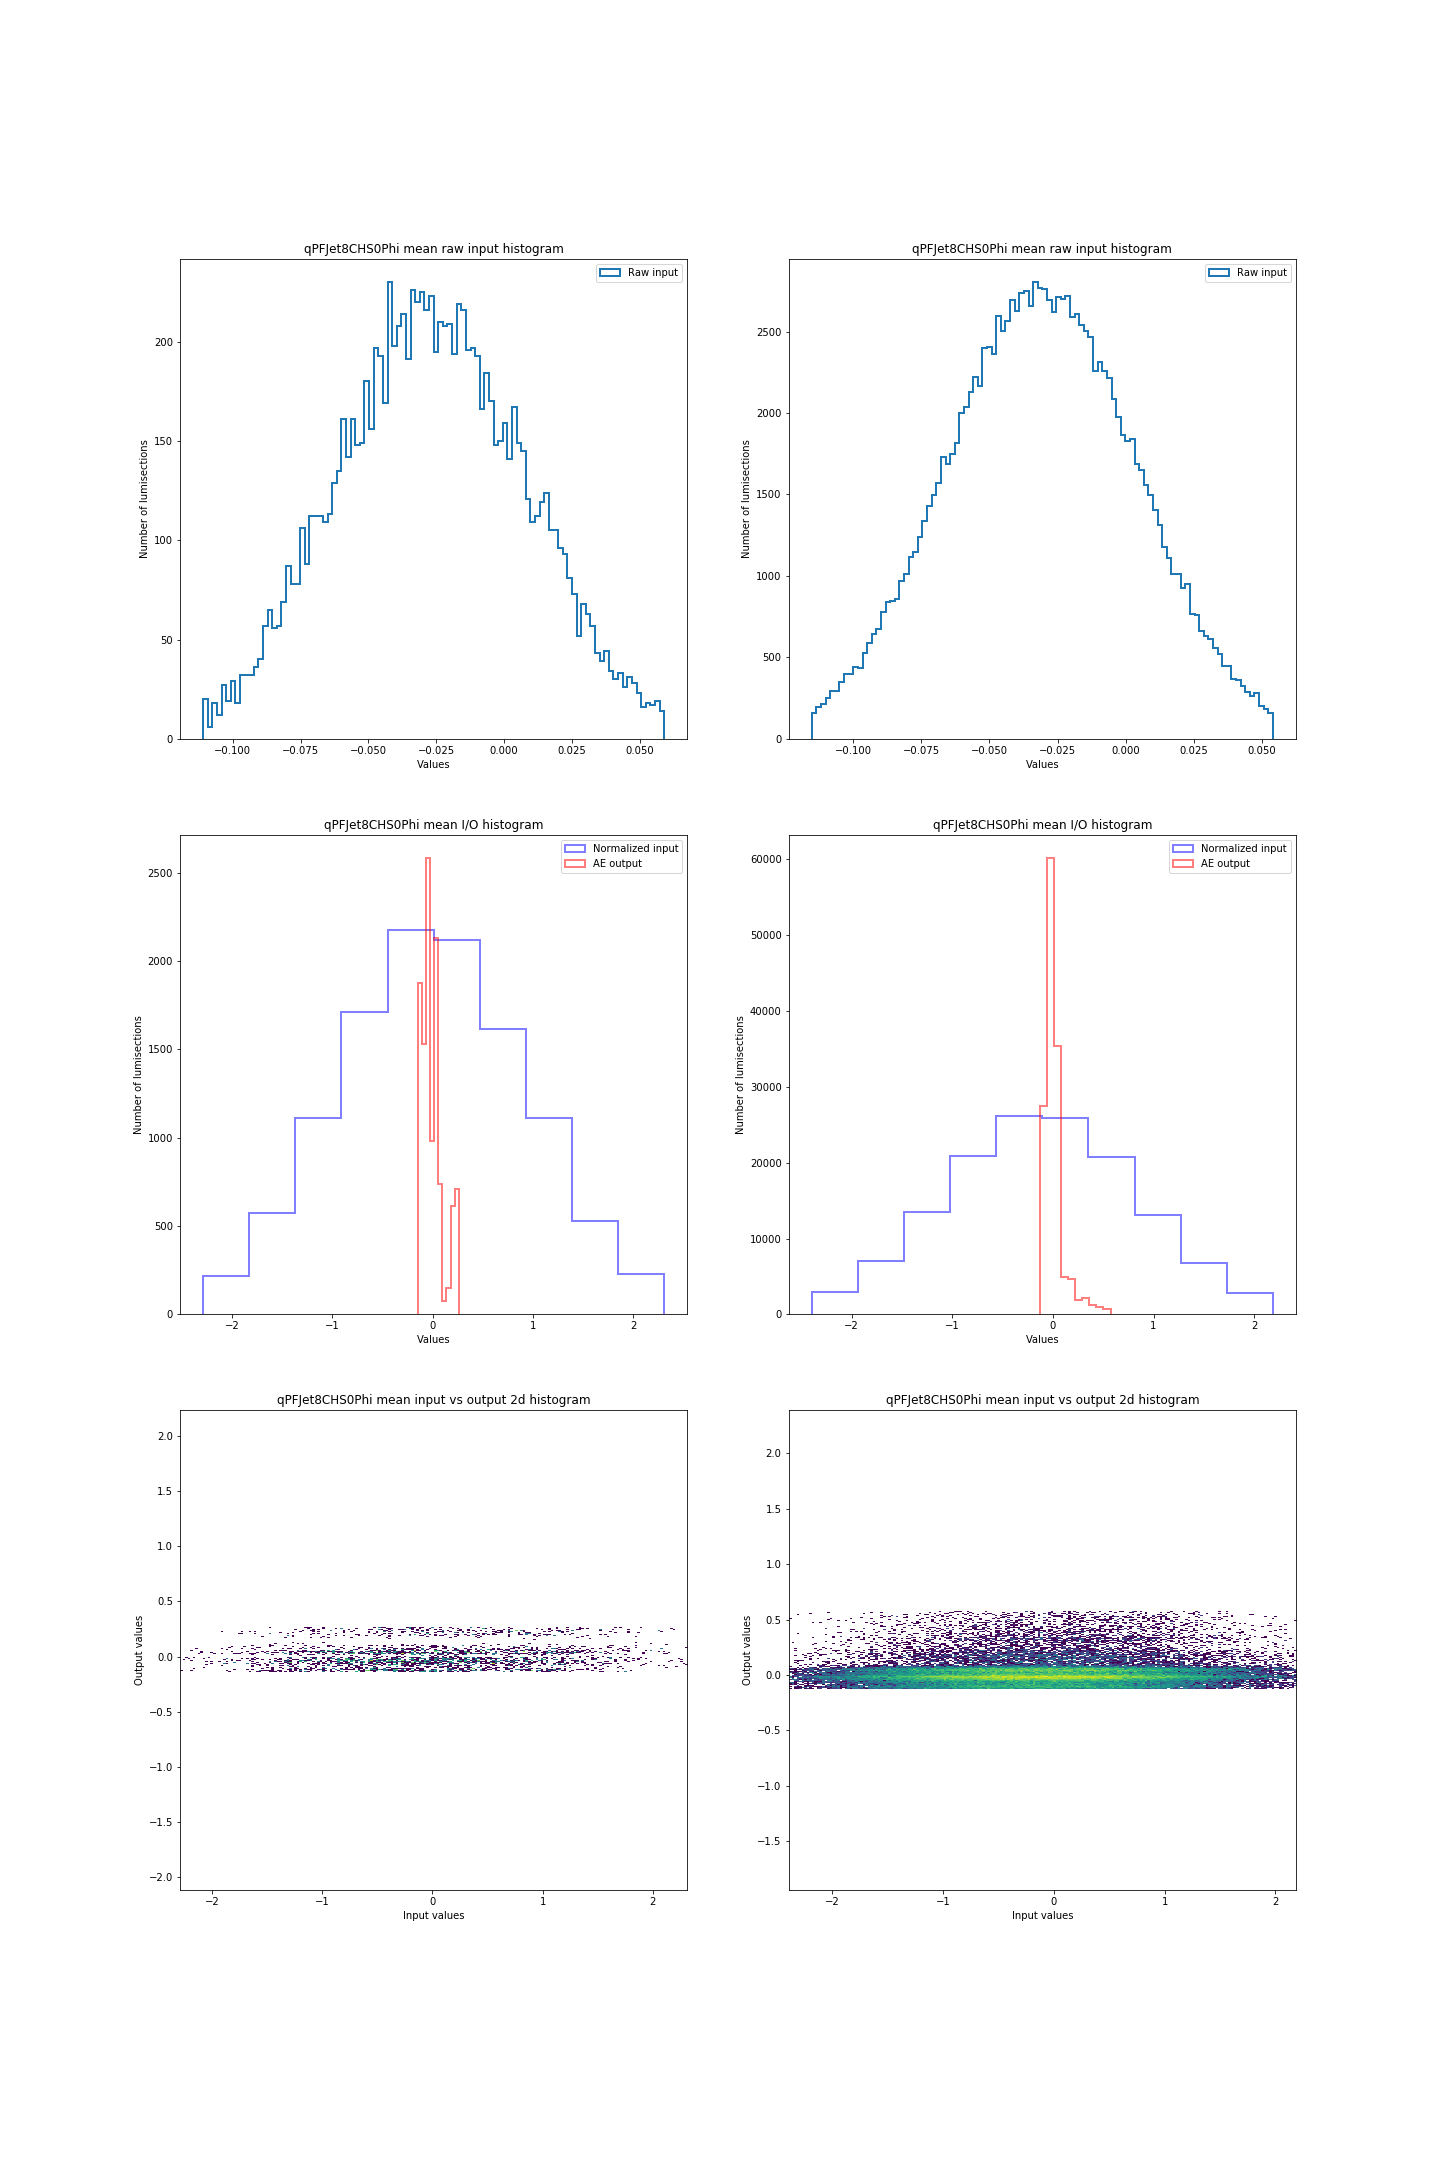 qPFJet8CHS0Phi mean raw input histogram
Raw input
Number of lumisections
200
150
100
50
0
−0.100 −0.075 −0.050 −0.025 0.000 0.025 0.050
Values
qPFJet8CHS0Phi mean raw input histogram
Raw input
Number of lumisections
2500
2000
1500
1000
500
0
−0.100 −0.075 −0.050 −0.025 0.000 0.025 0.050
Values
qPFJet8CHS0Phi mean I/O histogram
Normalized input
AE output
Number of lumisections
2500
2000
1500
1000
500
0
−2 −1 0 1 2
Values
qPFJet8CHS0Phi mean I/O histogram
Normalized input
AE output
Number of lumisections
60000
50000
40000
30000
20000
10000
0
−2 −1 0 1 2
Values
qPFJet8CHS0Phi mean input vs output 2d histogram
Output values
2.0
1.5
1.0
0.5
0.0
−0.5
−1.0
−1.5
−2.0
−2 −1 0 1 2
Input values
qPFJet8CHS0Phi mean input vs output 2d histogram
Output values
2.0
1.5
1.0
0.5
0.0
−0.5
−1.0
−1.5
−2 −1 0 1 2
Input values